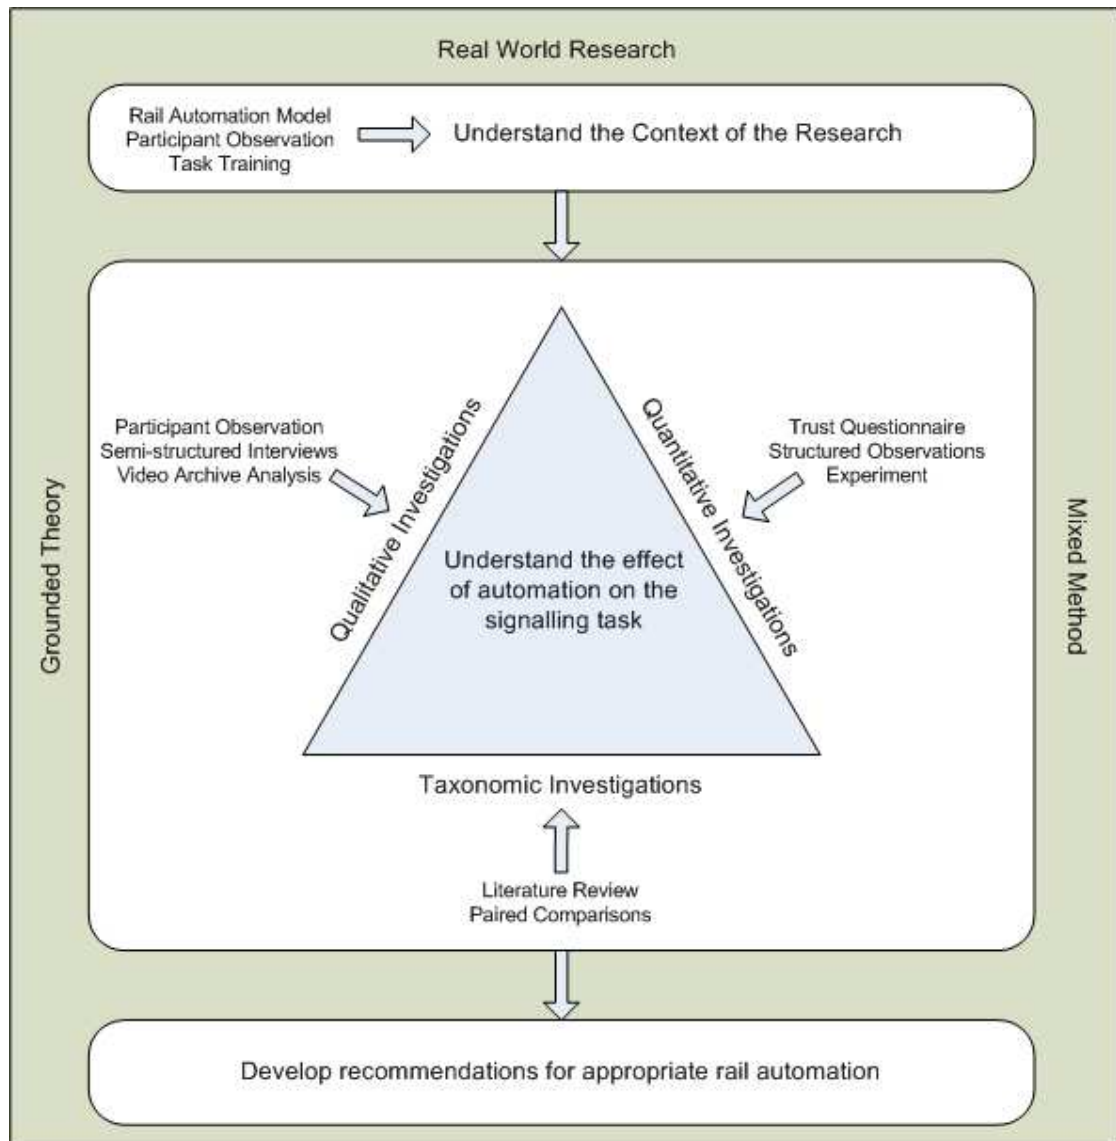 Real World Research
Rail Automation Model
Participant Observation
Task Training
Understand the Context of the Research
Grounded Theory
Participant Observation
Semi-structured Interviews
Video Archive Analysis
Qualitative Investigations
Understand the effect
of automation on the
signalling task
Quantitative Investigations
Trust Questionnaire
Structured Observations
Experiment
Mixed Method
Taxonomic Investigations
Literature Review
Paired Comparisons
Develop recommendations for appropriate rail automation